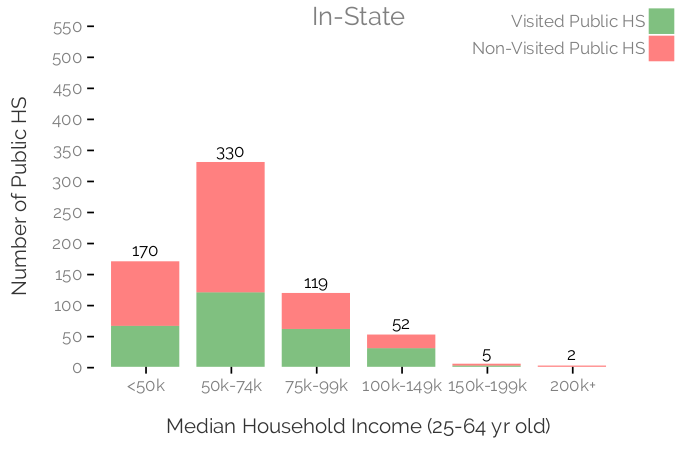 In-State
Visited Public HS
Non-Visited Public HS
Number of Public HS
550
500
450
400
350
300
250
200
150
100
50
0
170
330
119
52
5
2
<50k
50k-74k
75k-99k
100k-149k
150k-199k
200k+
Median Household Income (25-64 yr old)